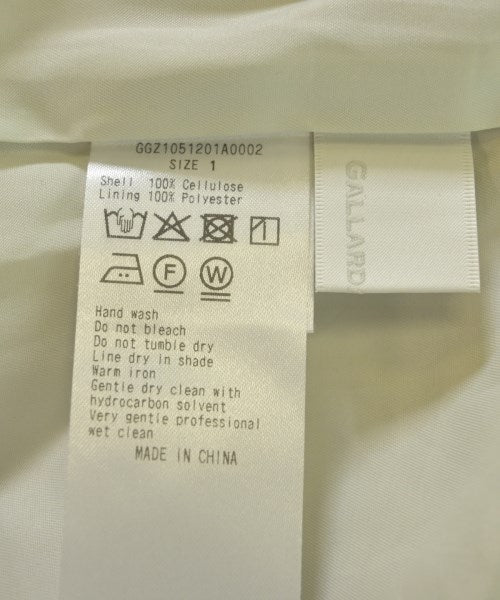 GGZ1051201A0002
SIZE 1
Shell 100% Cellulose
Lining 100% Polyester
F W
Hand wash
Do not bleach
Do not tumble dry
Line dry in shade
Warm iron
Gentle dry clean with
hydrocarbon solvent
Very gentle professional
wet clean
MADE IN CHINA
GALLARD